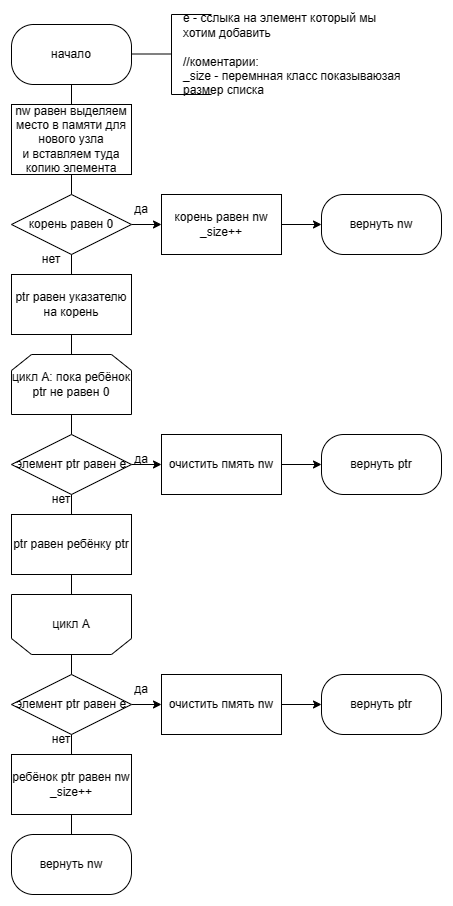 e - сслыка на элемент который мы
хотим добавить
//коментарии:
_size - перемнная класс показываюзая
размер списка
начало
nw равен выделяем
место в памяти для
нового узла
и вставляем туда
копию элемента
корень равен 0
да
корень равен nw
_size++
вернуть nw
нет
ptr равен указателю
на корень
цикл А: пока ребёнок
ptr не равен 0
элемент ptr равен e
да
очистить пмять nw
вернуть ptr
нет
ptr равен ребёнку ptr
цикл А
элемент ptr равен e
да
очистить пмять nw
вернуть ptr
нет
ребёнок ptr равен nw
_size++
вернуть nw